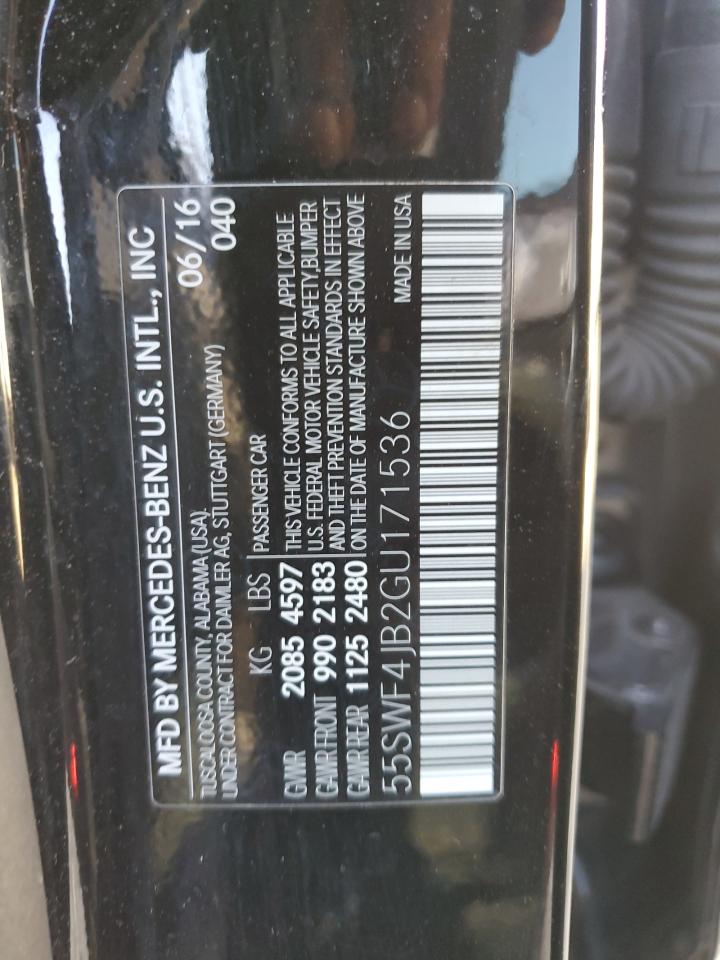 MFD BY MERCEDES-BENZ U.S. INTL., INC
TUSCALOOSA COUNTY, ALABAMA (USA) 06/16
UNDER CONTRACT FOR DAIMLER AG, STUTTGART (GERMANY) 040
KG LBS PASSENGER CAR
GVWR 2085 4597 THIS VEHICLE CONFORMS TO ALL APPLICABLE
GAWR FRONT 990 2183 U.S. FEDERAL MOTOR VEHICLE SAFETY, BUMPER
AND THEFT PREVENTION STANDARDS IN EFFECT
GAWR REAR 1125 2480 ON THE DATE OF MANUFACTURE SHOWN ABOVE
55SWF4JB2GU171536 MADE IN USA